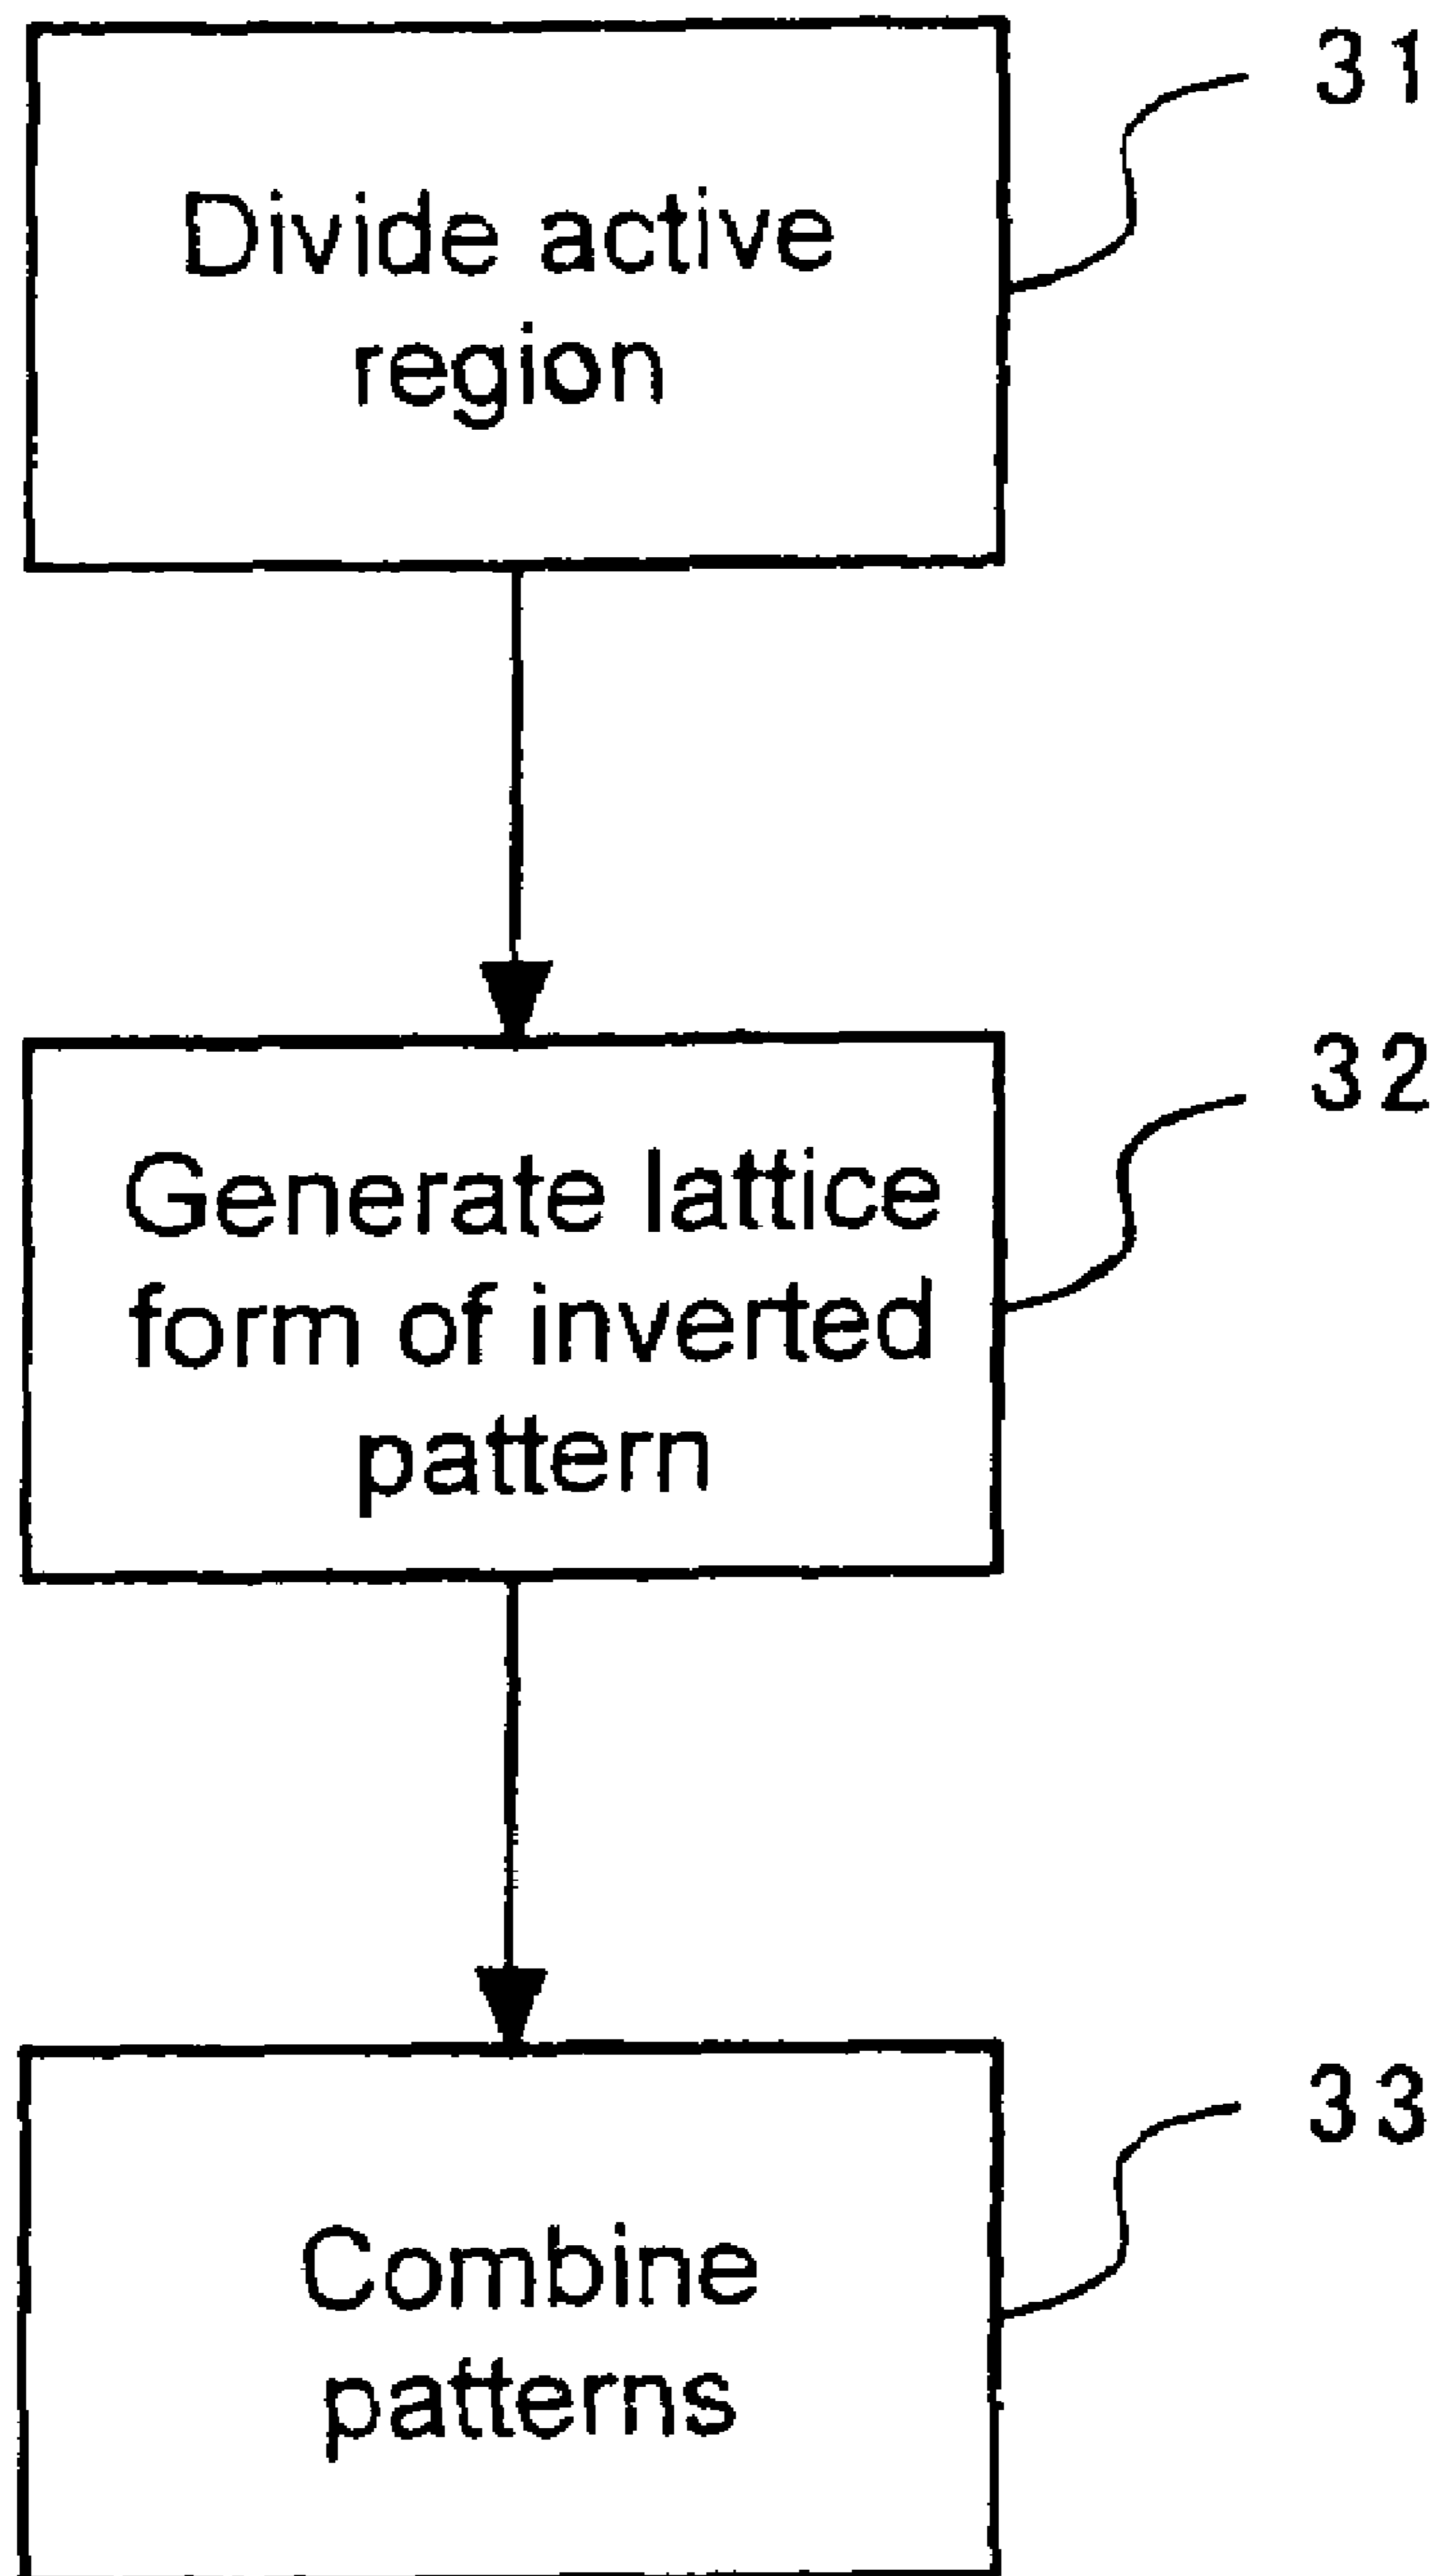 31
Divide active
region
32
Generate lattice
form of inverted
pattern
33
Combine
patterns